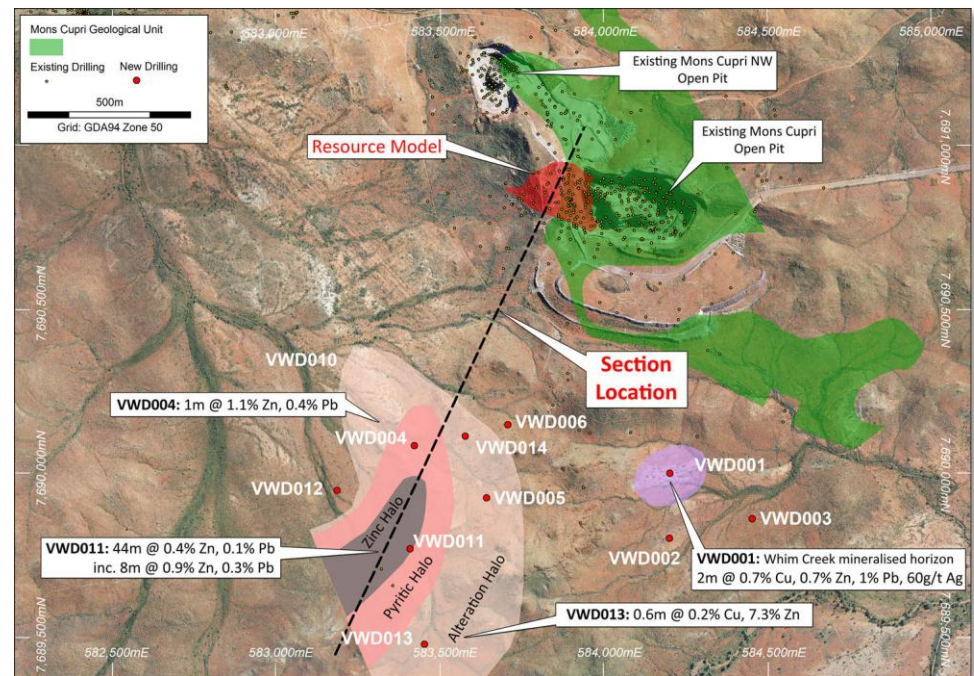 Mons Cupri Geological Unit
Existing Drilling
New Drilling
500m
Grid: GDA94 Zone 50
583,000mE
583,500mE
584,000mE
584,500mE
585,000mE
Existing Mons Cupri NW
Open Pit
Resource Model
Existing Mons Cupri
Open Pit
7,691,000mN
7,690,500mN
7,690,500mN
Section
Location
VWD010
VWD004: 1m @ 1.1% Zn, 0.4% Pb
VWD006
VWD004
VWD014
VWD001
7,690,000mN
7,690,000mN
VWD012
VWD005
VWD003
Zinc Halo
VWD011: 44m @ 0.4% Zn, 0.1% Pb
inc. 8m @ 0.9% Zn, 0.3% Pb
VWD011
VWD002
VWD001: Whim Creek mineralised horizon
2m @ 0.7% Cu, 0.7% Zn, 1% Pb, 60g/t Ag
Pyritic Halo
Alteration Halo
VWD013: 0.6m @ 0.2% Cu, 7.3% Zn
VWD013
7,689,500mN
7,689,500mN
582,500mE
583,000mE
583,500mE
584,000mE
584,500mE